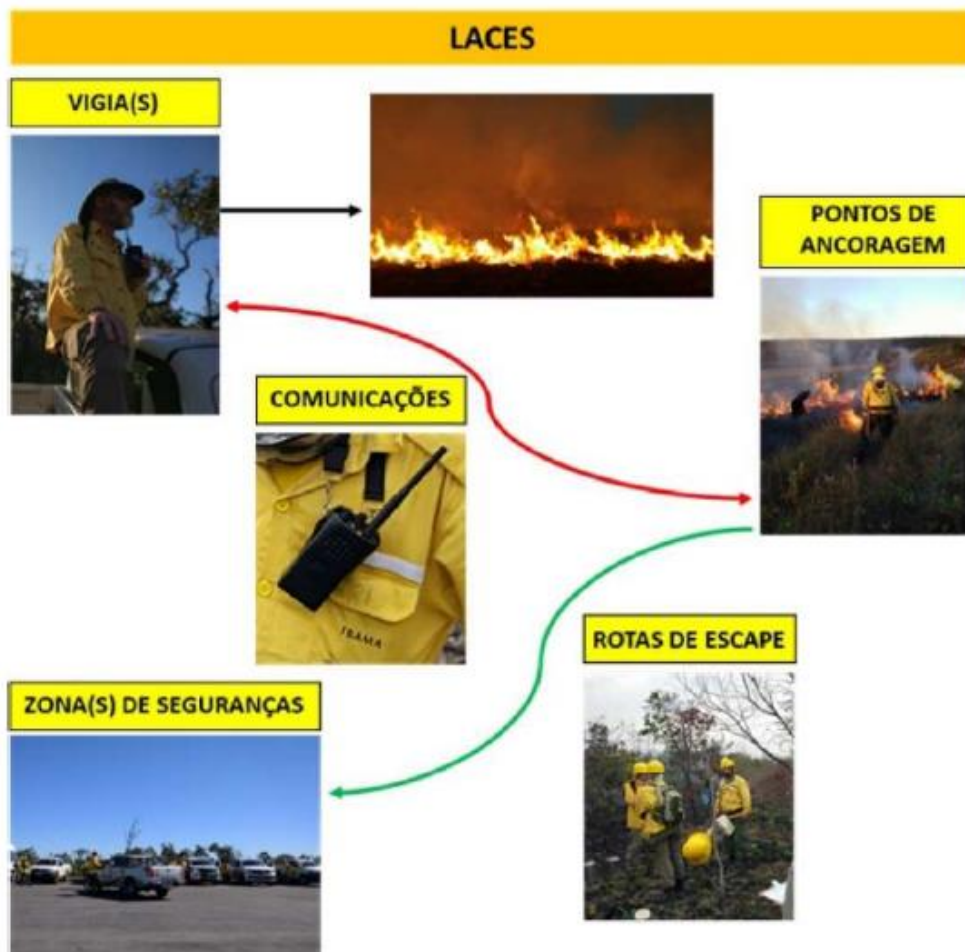 LACES
VIGIA(S)
PONTOS DE
ANCORAGEM
COMUNICAÇÕES
IBAMA
ROTAS DE ESCAPE
ZONA(S) DE SEGURANÇAS